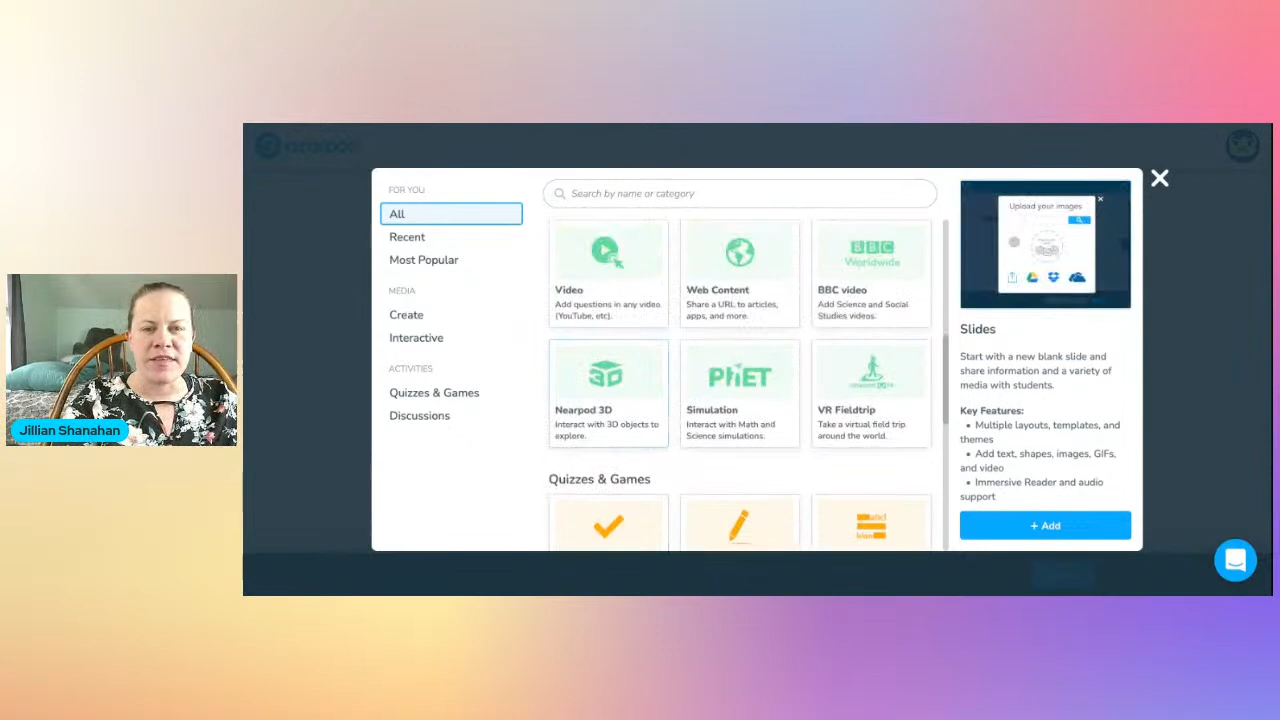 Jillian Shanahan
FOR YOU
All
Recent
Most Popular
MEDIA
Create
Interactive
ACTIVITIES
Quizzes & Games
Discussions
Search by name or category
Video
Add questions in any video
(YouTube, etc).
Web Content
Share a URL to articles,
apps, and more.
BBC
Worldwide
BBC video
Add Science and Social
Studies videos.
3D
Nearpod 3D
Interact with 3D objects to
explore.
PhET
Simulation
Interact with Math and
Science simulations.
VR Fieldtrip
Take a virtual field trip
around the world.
Quizzes & Games
Upload your images
Slides
Start with a new blank slide and
share information and a variety of
media with students.
Key Features:
• Multiple layouts, templates, and
themes
• Add text, shapes, images, GIFs,
and video
• Immersive Reader and audio
support
+ Add